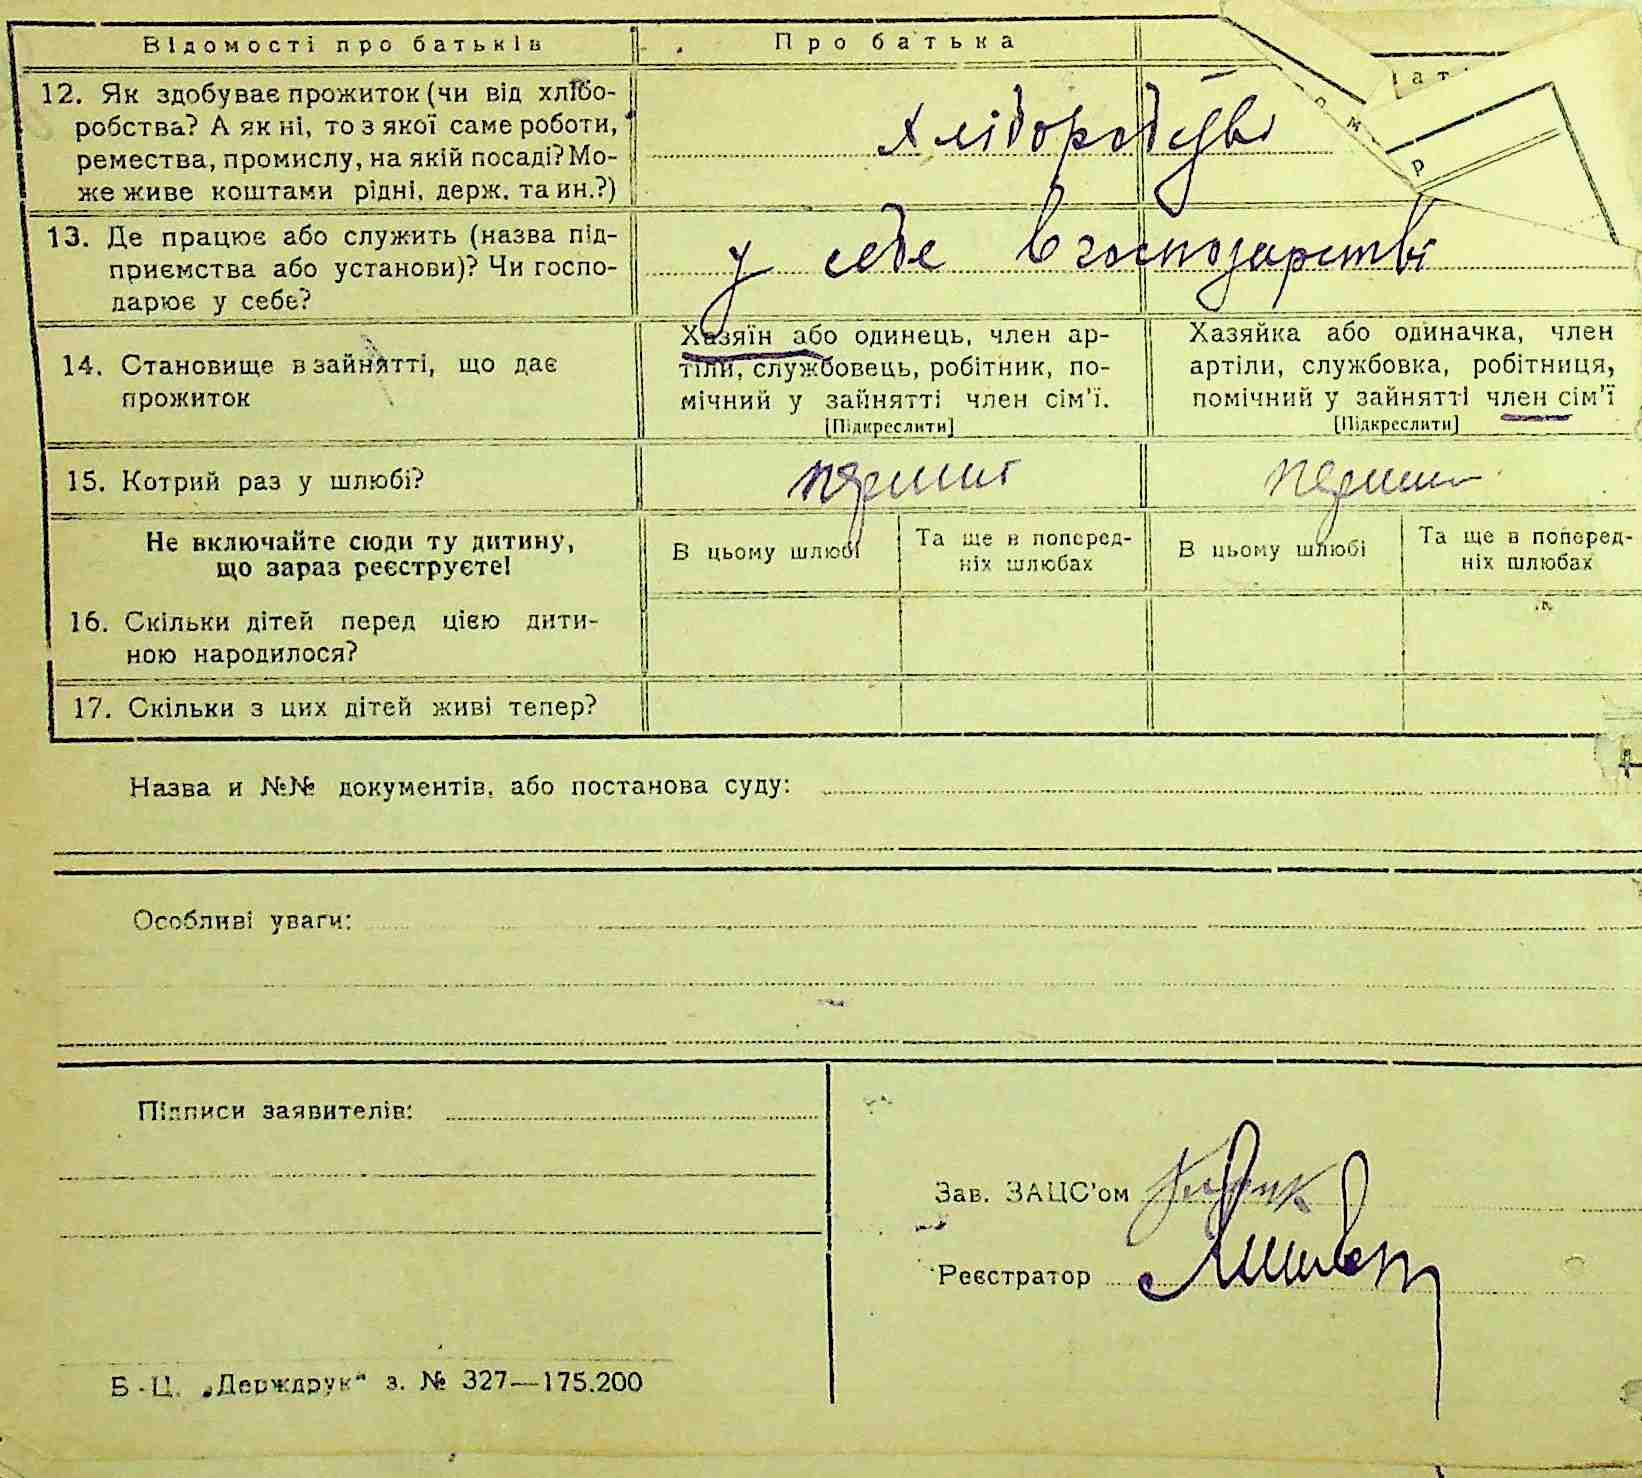 Відомості про батьків
Про батька
12. Як здобуває прожиток (чи від хлібо-
робства? А як ні, то з якої саме роботи,
ремества, промислу, на якій посаді? Мо-
же живе коштами рідні, держ. та ин.?)
13. Де працює або служить (назва під-
приємства або установи)? Чи госпо-
дарює у себе?
у себе в господарстві
14. Становище в зайнятті, що дає
прожиток
Хазяїн або одинець, член ар-
тіли, службовець, робітник, по-
мічний у зайнятті член сім'ї.
[Підкреслити]
Хазяйка або одиначка, член
артіли, службовка, робітниця,
помічний у зайнятті член сім'ї
[Підкреслити]
15. Котрий раз у шлюбі?
перший
Не включайте сюди ту дитину,
що зараз реєструєте!
В цьому шлюбі
Та ще в поперед-
ніх шлюбах
В цьому шлюбі
Та ще в поперед-
ніх шлюбах
16. Скільки дітей перед цією дити-
ною народилося?
17. Скільки з цих дітей живі тепер?
Назва и №№ документів, або постанова суду:
Особливі уваги:
Підписи заявителів:
Зав. ЗАЦС'ом
Реєстратор
Б-Ц. „Держдрук“ з. № 327—175.200